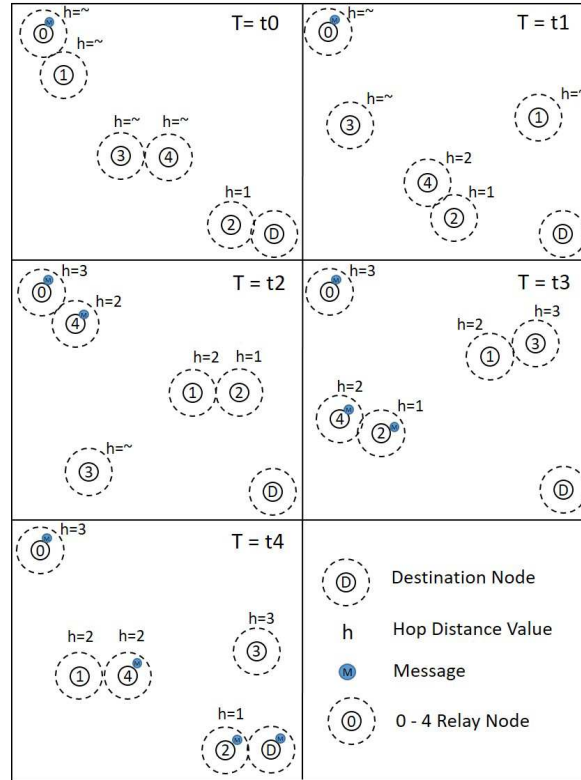 h=~
T= t0
M
0
h=~
1
h=~ h=~
3 4
h=1
2 D
h=~
T = t1
M
0
h=~
3
h=~
1
h=2
4
h=1
2
D
h=3
T = t2
M
0
h=2
M
4
h=2 h=1
1 2
h=~
3
D
h=3
T = t3
M
0
h=3
h=2
3
1
h=2
M
4
h=1
M
2
D
h=3
T = t4
M
0
h=3
3
h=2 h=2
M
1 4
h=1
M M
2 D
D Destination Node
h Hop Distance Value
M Message
0 0 - 4 Relay Node